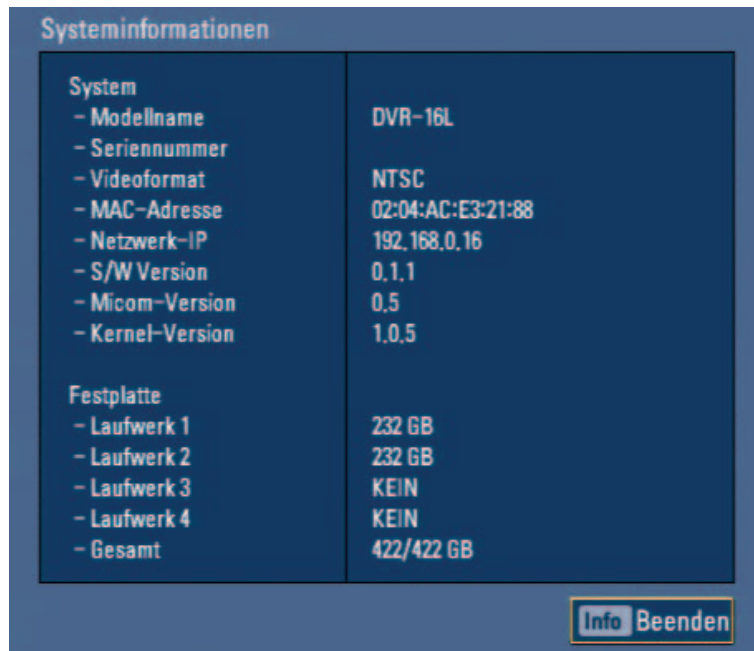 Systeminformationen
System
- Modellname DVR-16L
- Seriennummer
- Videoformat NTSC
- MAC-Adresse 02:04:AC:E3:21:88
- Netzwerk-IP 192.168.0.16
- S/W Version 0.1.1
- Micom-Version 0.5
- Kernel-Version 1.0.5
Festplatte
- Laufwerk 1 232 GB
- Laufwerk 2 232 GB
- Laufwerk 3 KEIN
- Laufwerk 4 KEIN
- Gesamt 422/422 GB
Info Beenden